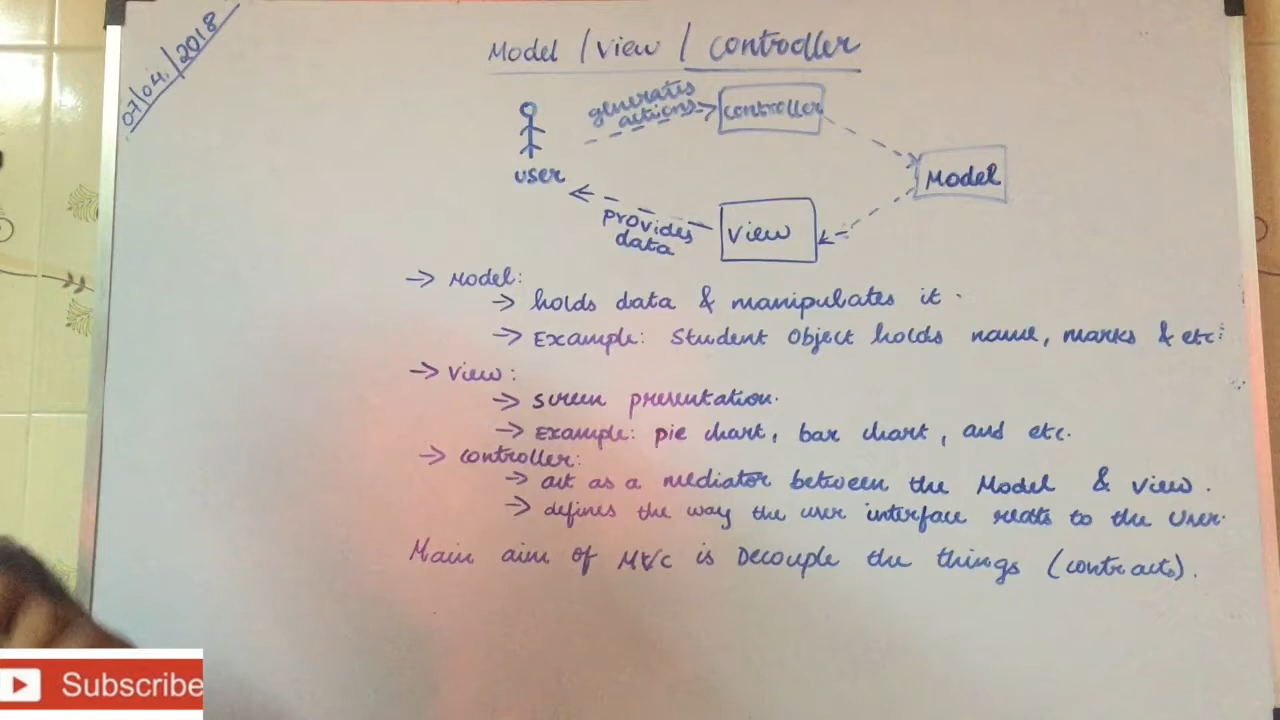 07/04/2018
Model / View / Controller
generates
actions
controller
user
Model
provides
data
View
→ Model:
→ holds data & manipulates it.
→ Example: Student Object holds name, marks & etc.
→ View:
→ screen presentation.
→ Example: pie chart, bar chart, and etc.
→ controller:
→ act as a mediator between the Model & View.
→ defines the way the user interface reacts to the User.
Main aim of MVC is Decouple the things (contracts).
Subscribe